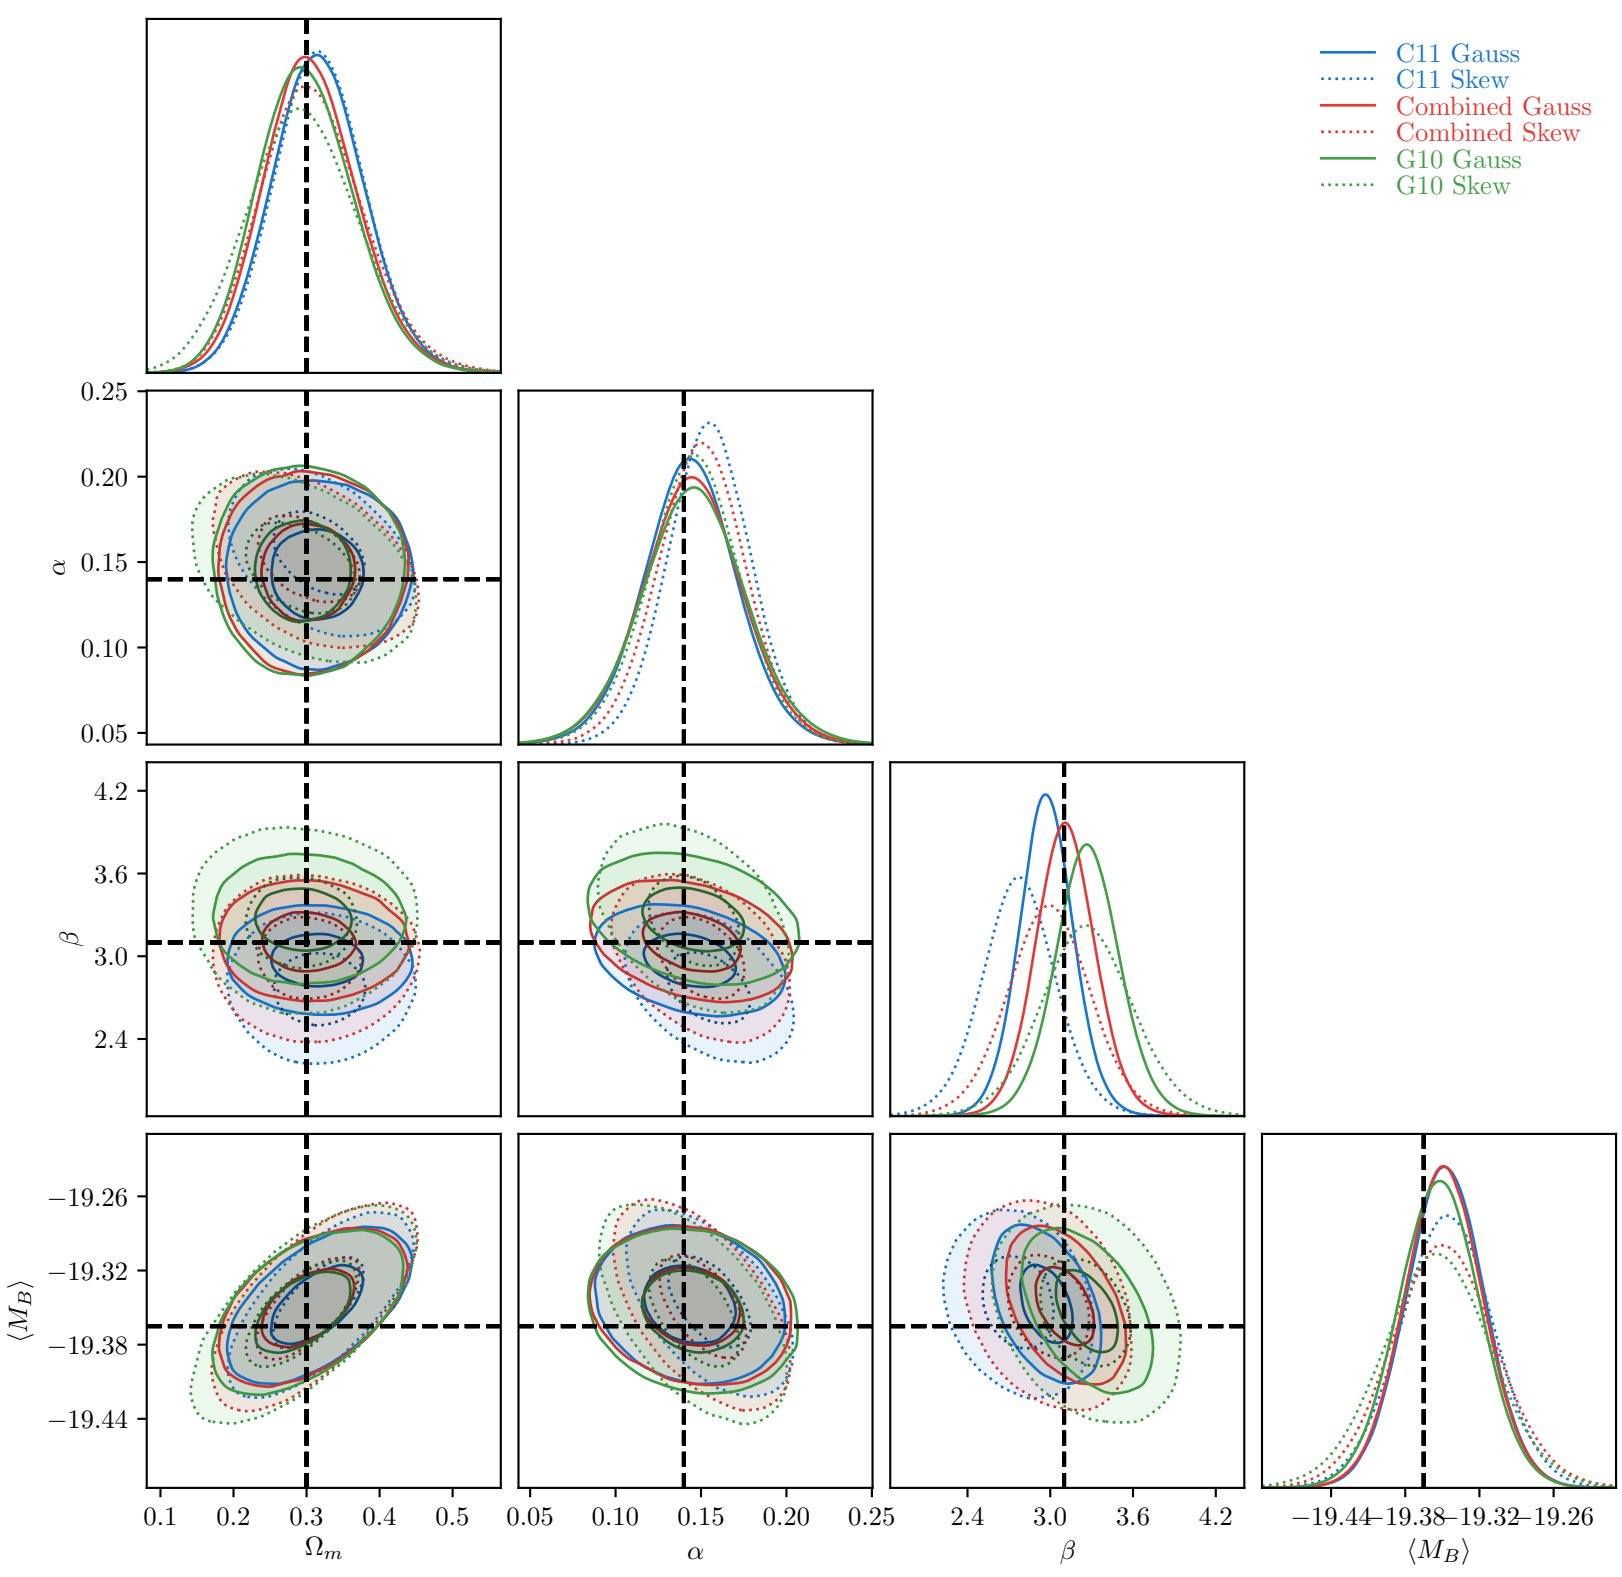 C11 Gauss
C11 Skew
Combined Gauss
Combined Skew
G10 Gauss
G10 Skew
0.25
0.20
0.15
0.10
0.05
α
4.2
3.6
3.0
2.4
β
−19.26
−19.32
−19.38
−19.44
⟨M_B⟩
0.1 0.2 0.3 0.4 0.5
Ω_m
0.05 0.10 0.15 0.20 0.25
α
2.4 3.0 3.6 4.2
β
−19.44 −19.38 −19.32 −19.26
⟨M_B⟩